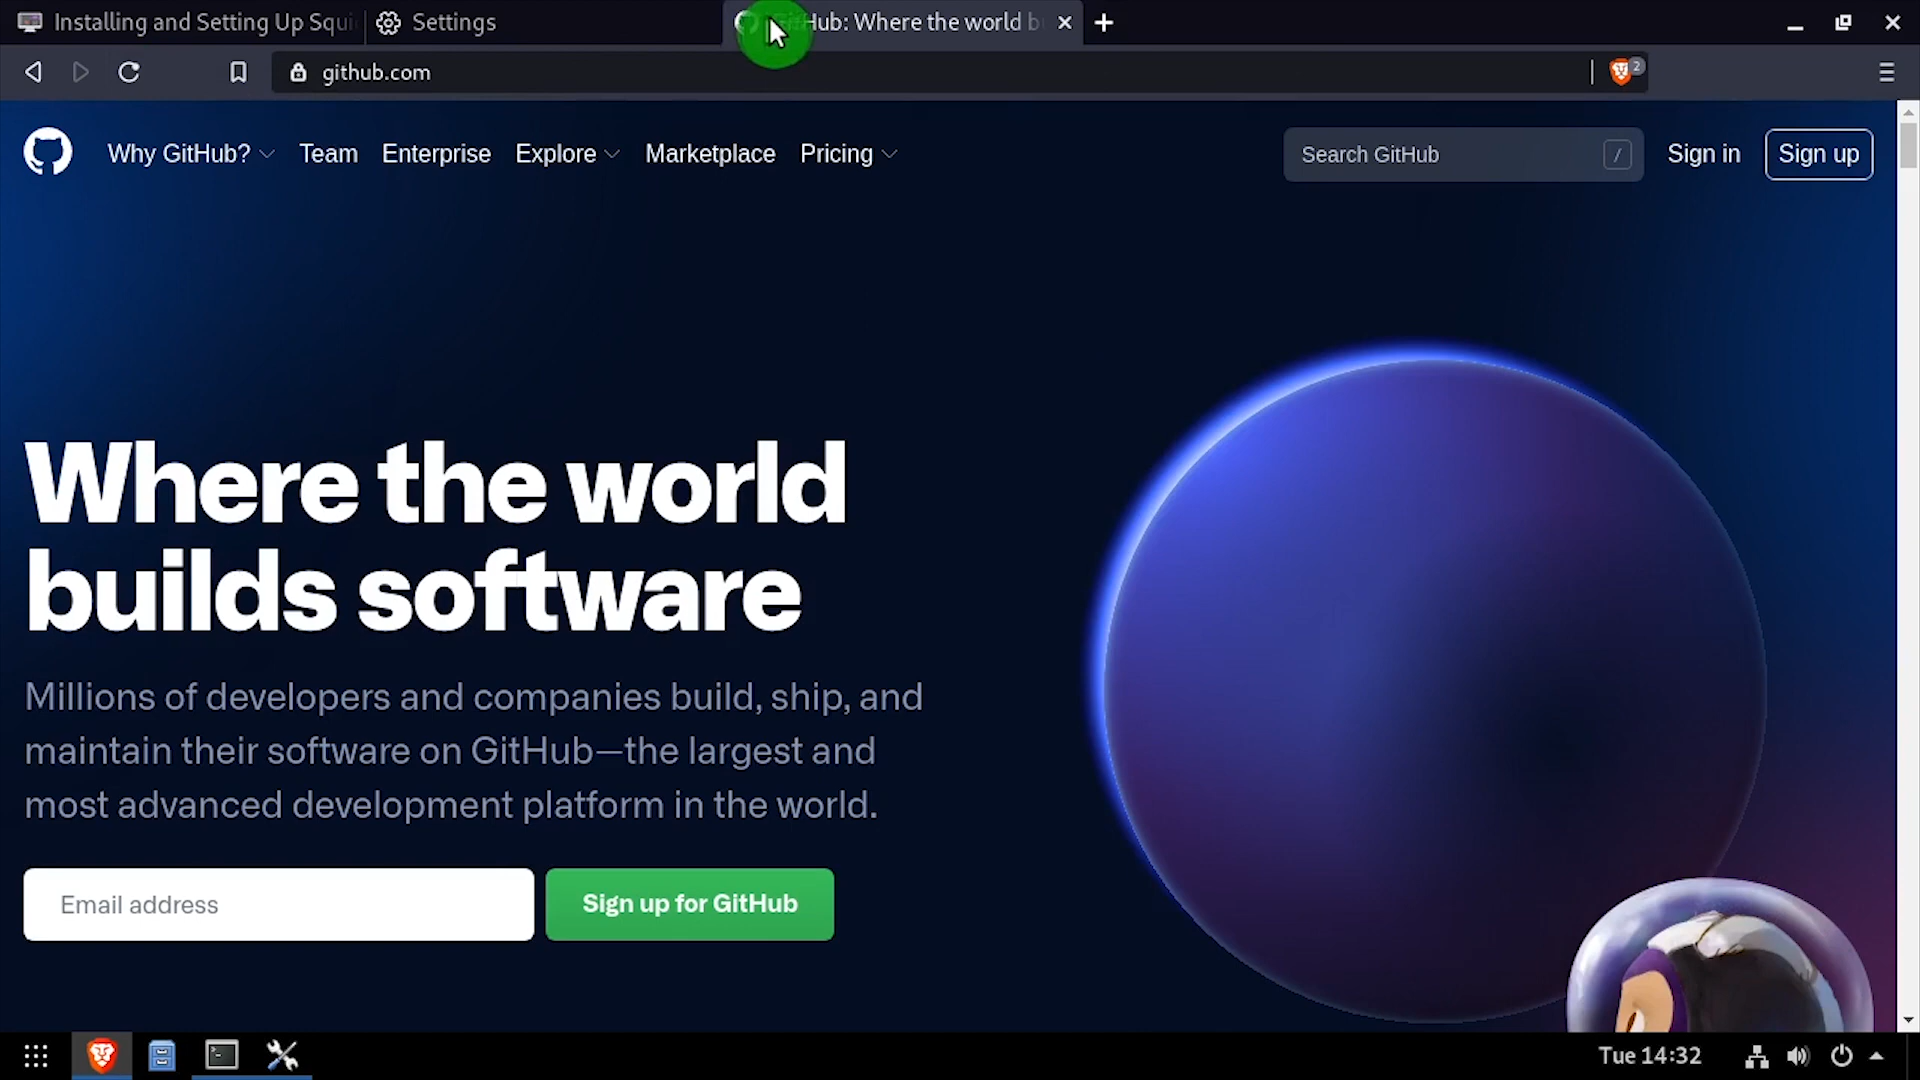 Installing and Setting Up Squi
Settings
GitHub: Where the world b
github.com
2
Why GitHub?
Team
Enterprise
Explore
Marketplace
Pricing
Search GitHub
/
Sign in
Sign up
Where the world
builds software
Millions of developers and companies build, ship, and
maintain their software on GitHub—the largest and
most advanced development platform in the world.
Email address
Sign up for GitHub
Tue 14:32